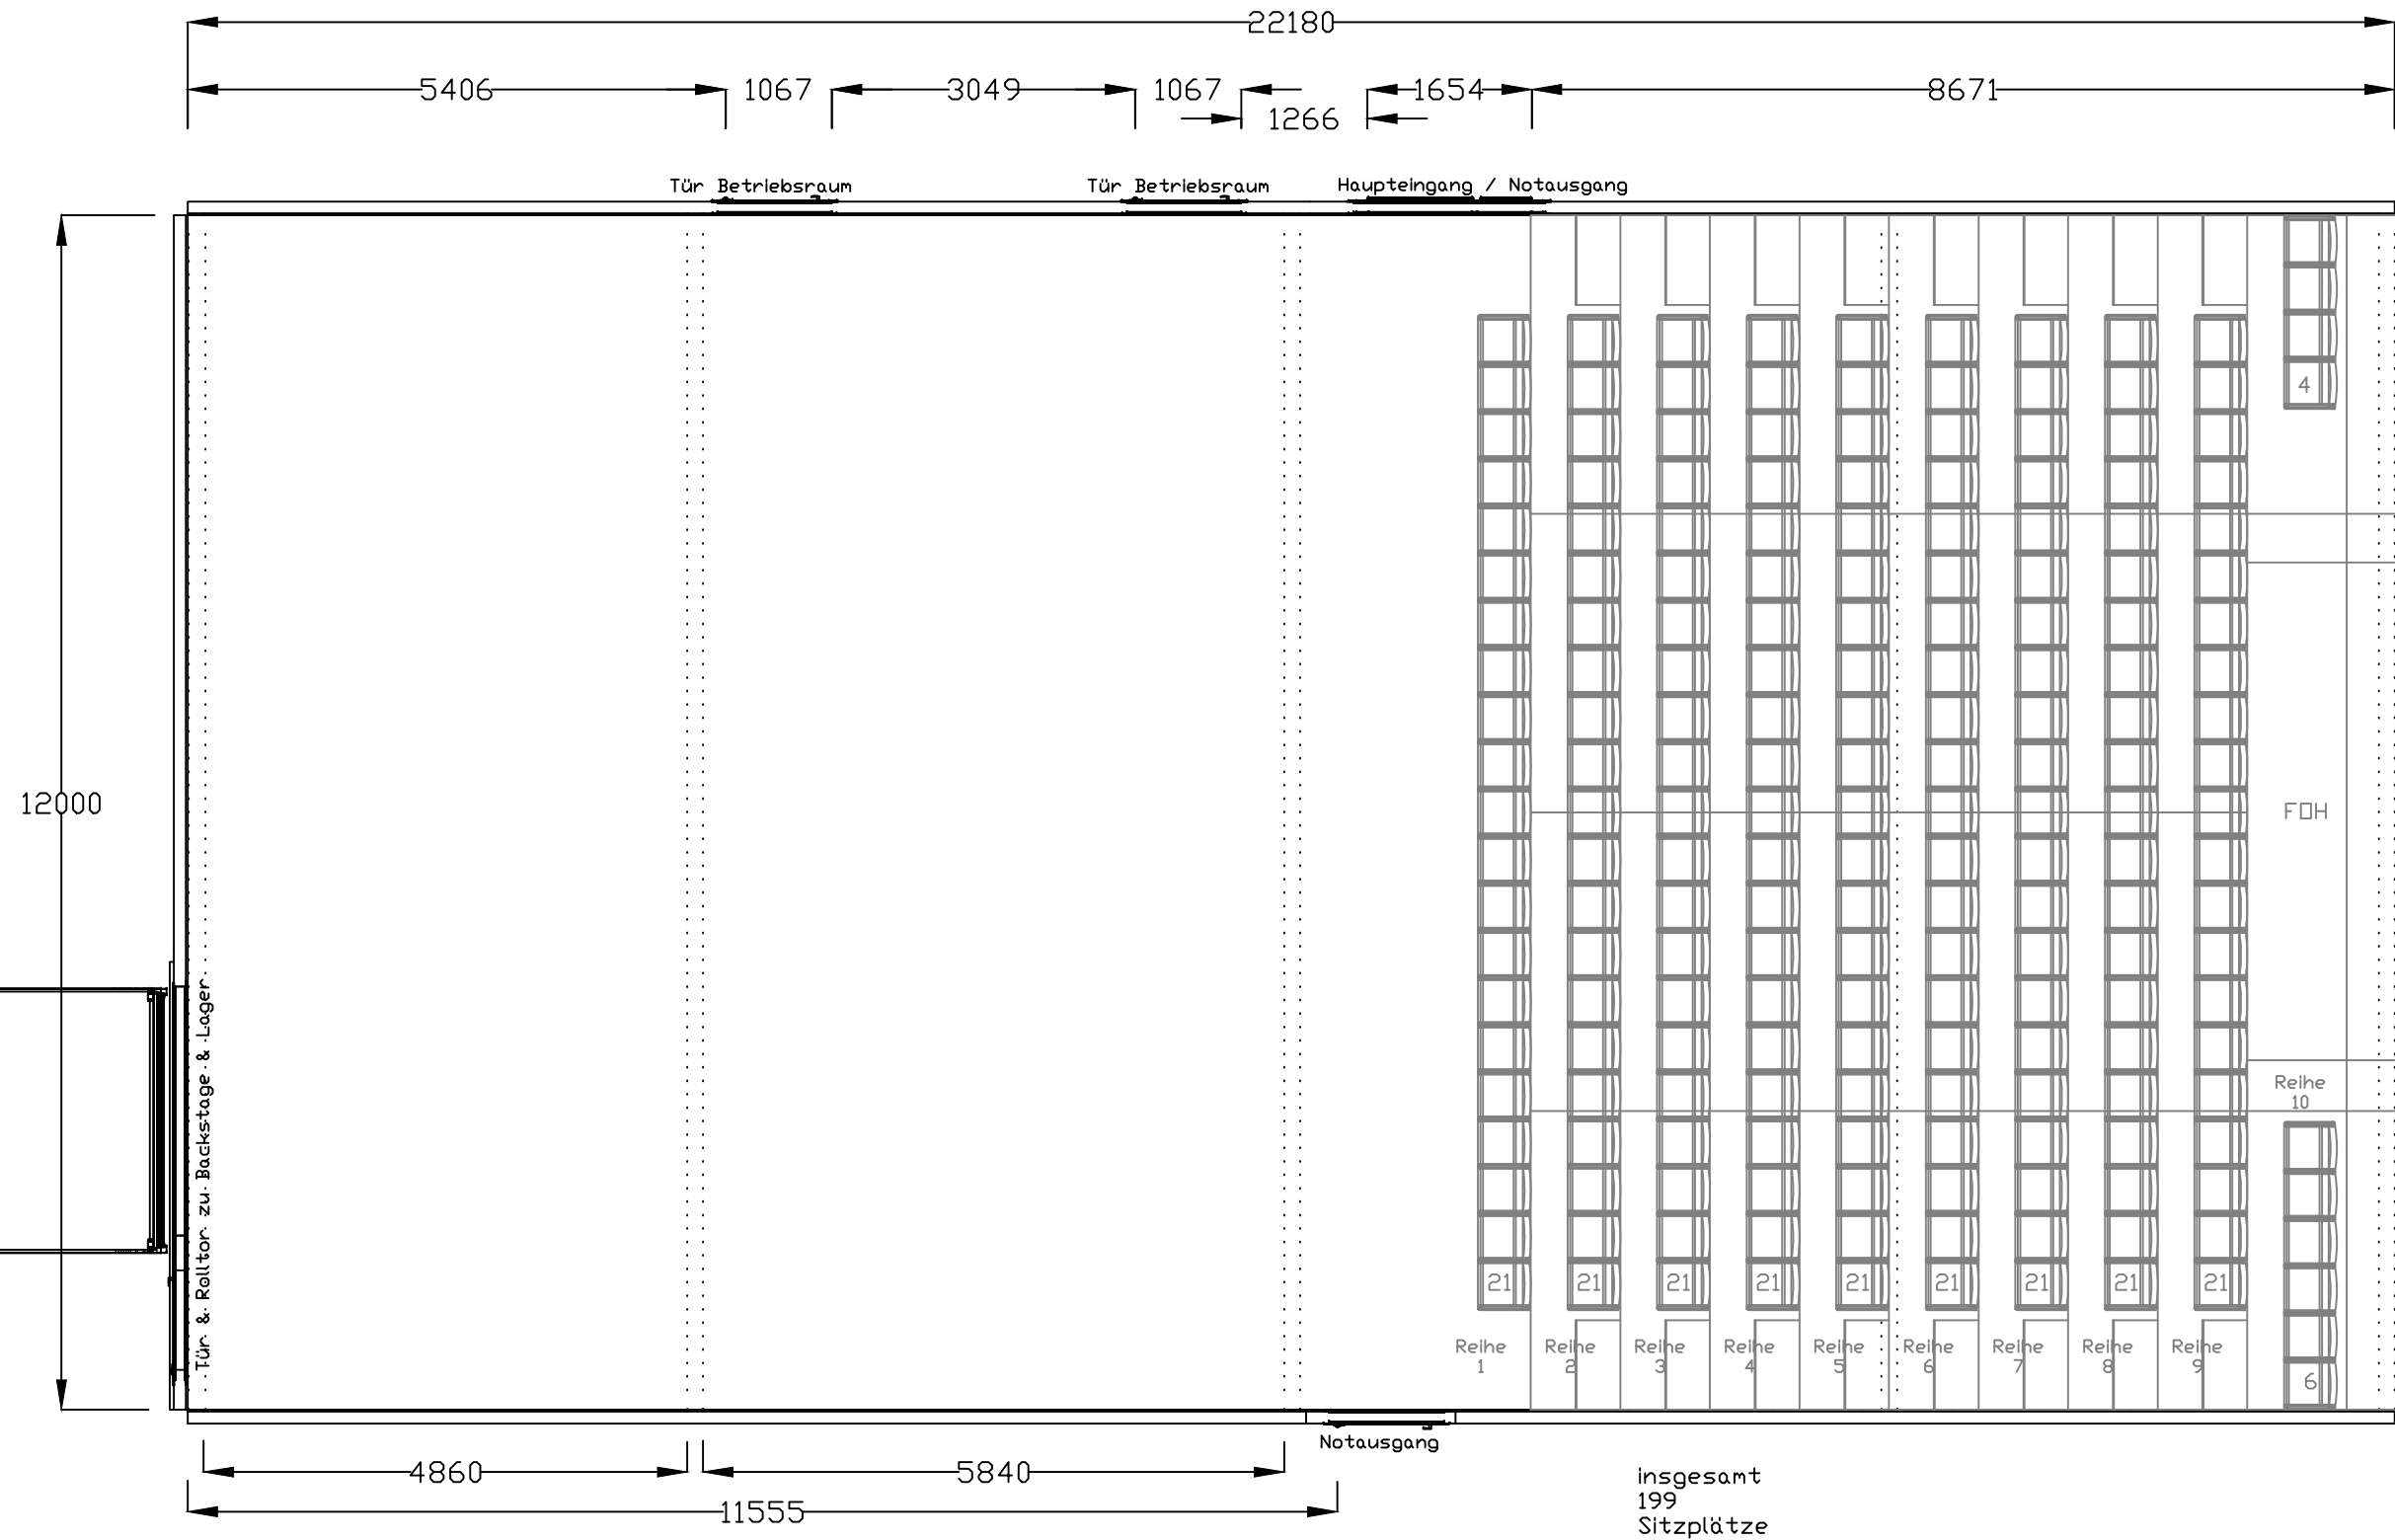 22180
5406
1067
3049
1067
1654
8671
1266
Tür Betriebsraum
Tür Betriebsraum
Haupteingang / Notausgang
4
12000
FOH
Tür & Rolltor zu Backstage & Lager
Reihe
10
21
21
21
21
21
21
21
21
21
Reihe
1
Reihe
2
Reihe
3
Reihe
4
Reihe
5
Reihe
6
Reihe
7
Reihe
8
Reihe
9
6
Notausgang
4860
5840
11555
insgesamt
199
Sitzplätze